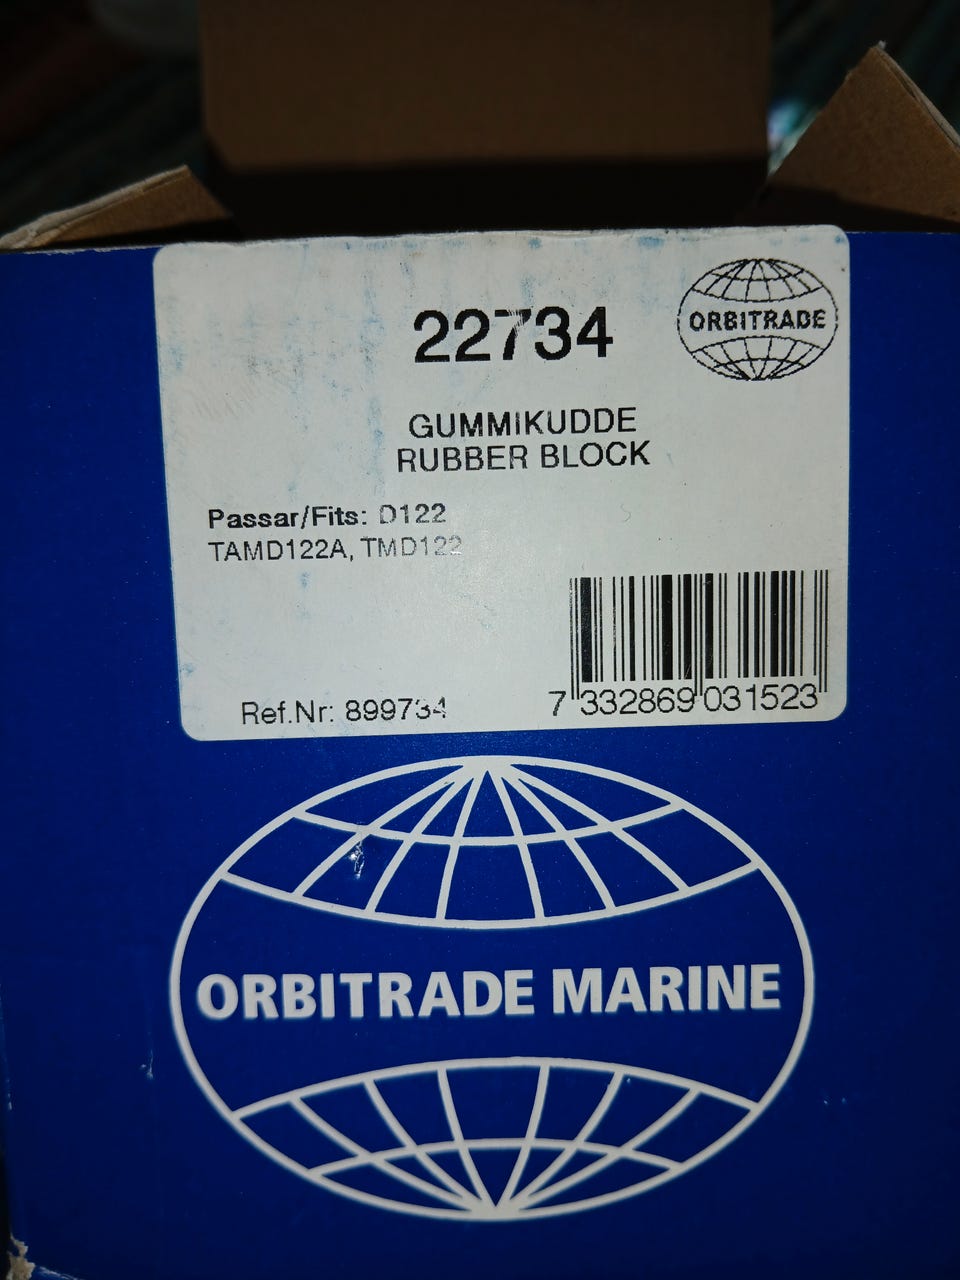 ORBITRADE
22734
GUMMIKUDDE
RUBBER BLOCK
Passar/Fits: D122
TAMD122A, TMD122
Ref.Nr: 899734
7 332869 031523
ORBITRADE MARINE